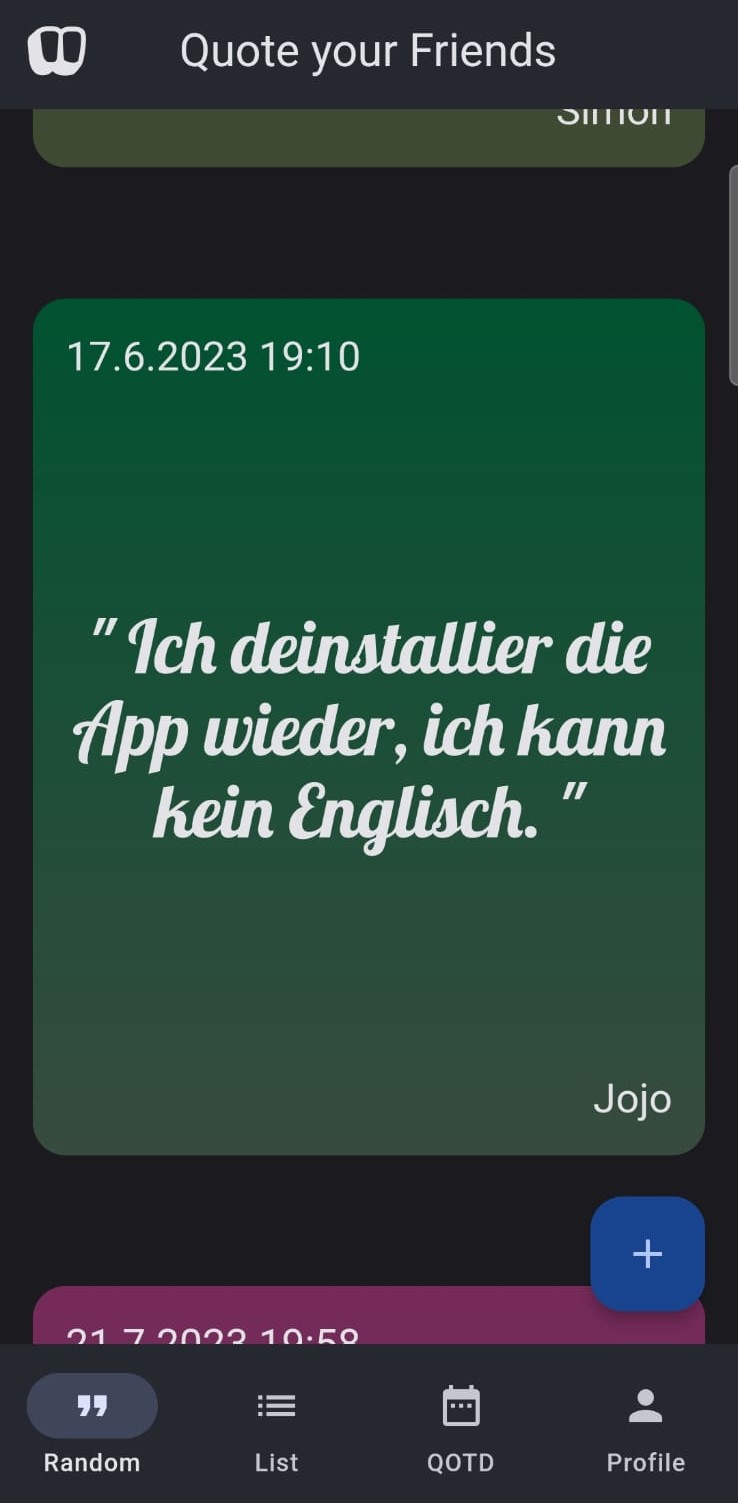 Quote your Friends
Simon
17.6.2023 19:10
" Ich deinstallier die
App wieder, ich kann
kein Englisch. "
Jojo
21.7.2023 19:58
Random
List
QOTD
Profile